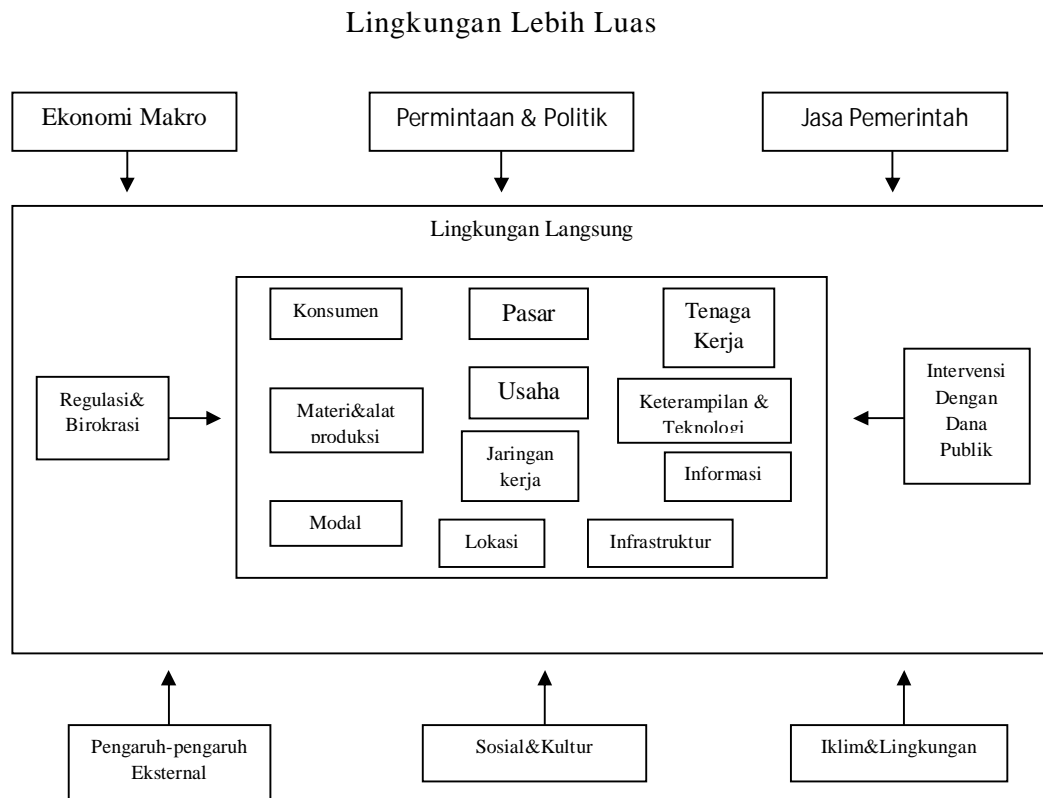 Lingkungan Lebih Luas
Ekonomi Makro
Permintaan & Politik
Jasa Pemerintah
Lingkungan Langsung
Konsumen
Pasar
Tenaga
Kerja
Regulasi&
Birokrasi
Materi&alat
produksi
Usaha
Keterampilan &
Teknologi
Intervensi
Dengan
Dana
Publik
Jaringan
kerja
Informasi
Modal
Lokasi
Infrastruktur
Pengaruh-pengaruh
Eksternal
Sosial&Kultur
Iklim&Lingkungan